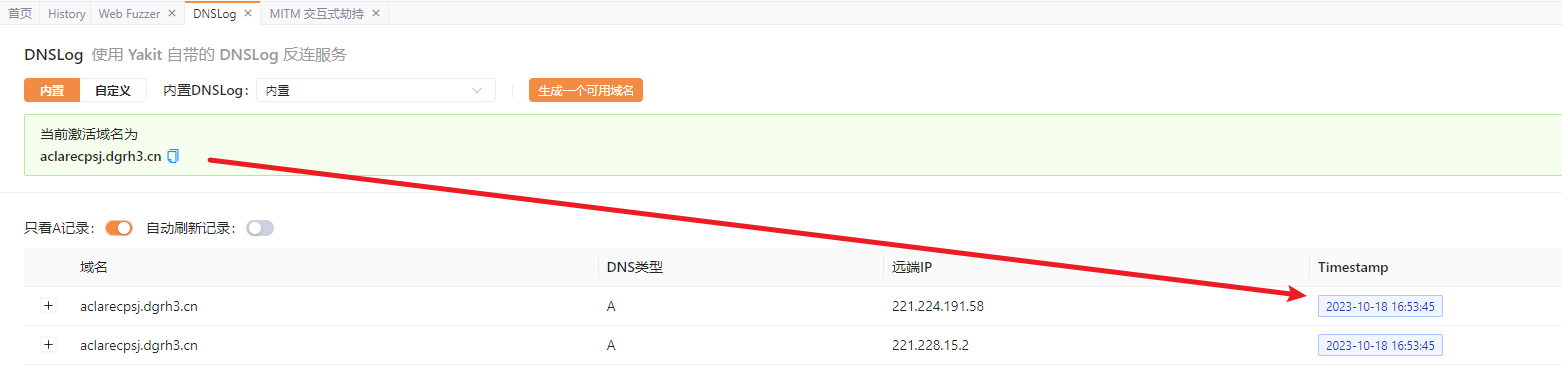 首页 History Web Fuzzer DNSLog MITM 交互式劫持
DNSLog 使用 Yakit 自带的 DNSLog 反连服务
内置 自定义 内置DNSLog： 内置 生成一个可用域名
当前激活域名为
aclarecpsj.dgrh3.cn
只看A记录： 自动刷新记录：
域名 DNS类型 远端IP Timestamp
aclarecpsj.dgrh3.cn A 221.224.191.58 2023-10-18 16:53:45
aclarecpsj.dgrh3.cn A 221.228.15.2 2023-10-18 16:53:45